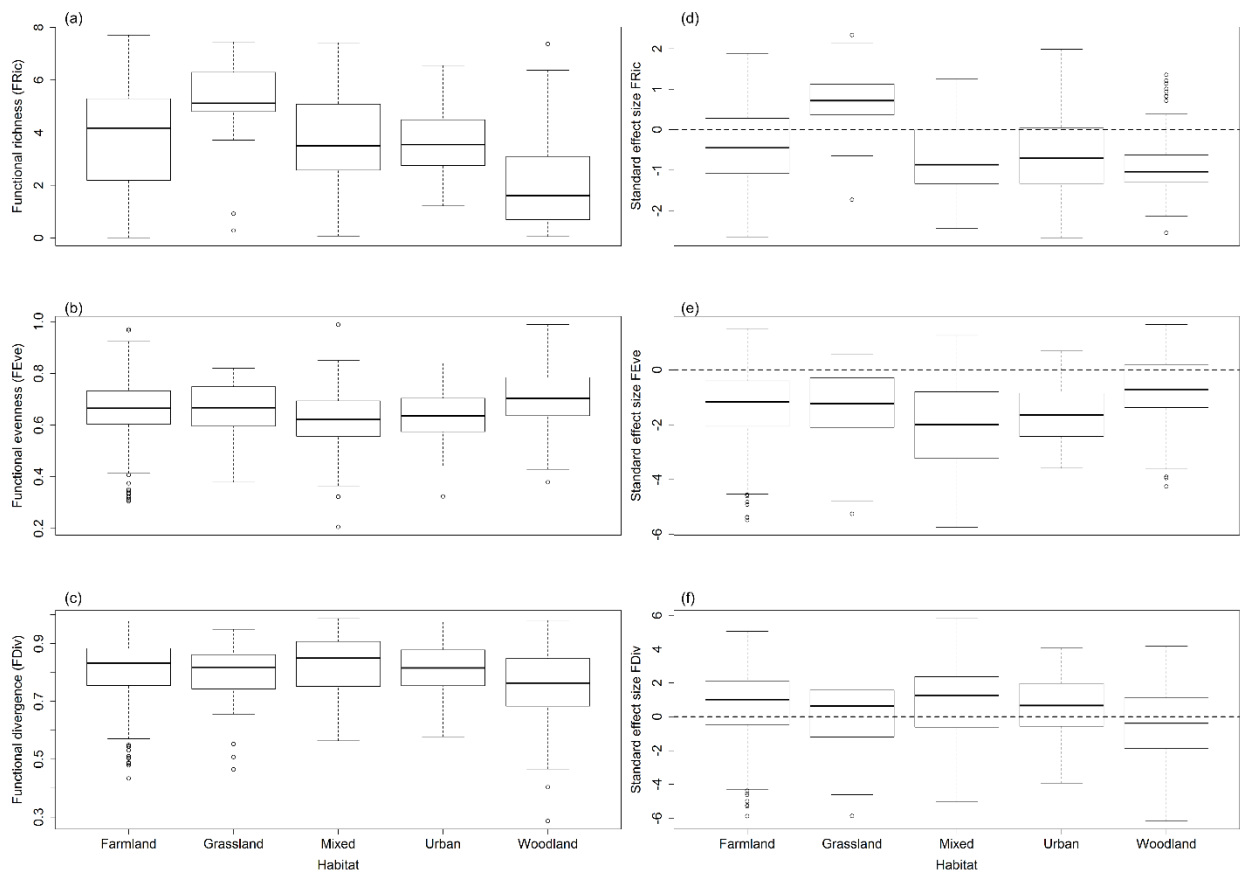 (a)
Functional richness (FRic)
8
6
4
2
0
(d)
Standard effect size FRic
2
1
0
-1
-2
(b)
Functional evenness (FEve)
1.0
0.8
0.6
0.4
0.2
(e)
Standard effect size FEve
0
-2
-4
-6
(c)
Functional divergence (FDiv)
0.9
0.7
0.5
0.3
Farmland Grassland Mixed Urban Woodland
Habitat
(f)
Standard effect size FDiv
6
4
2
0
-2
-4
-6
Farmland Grassland Mixed Urban Woodland
Habitat